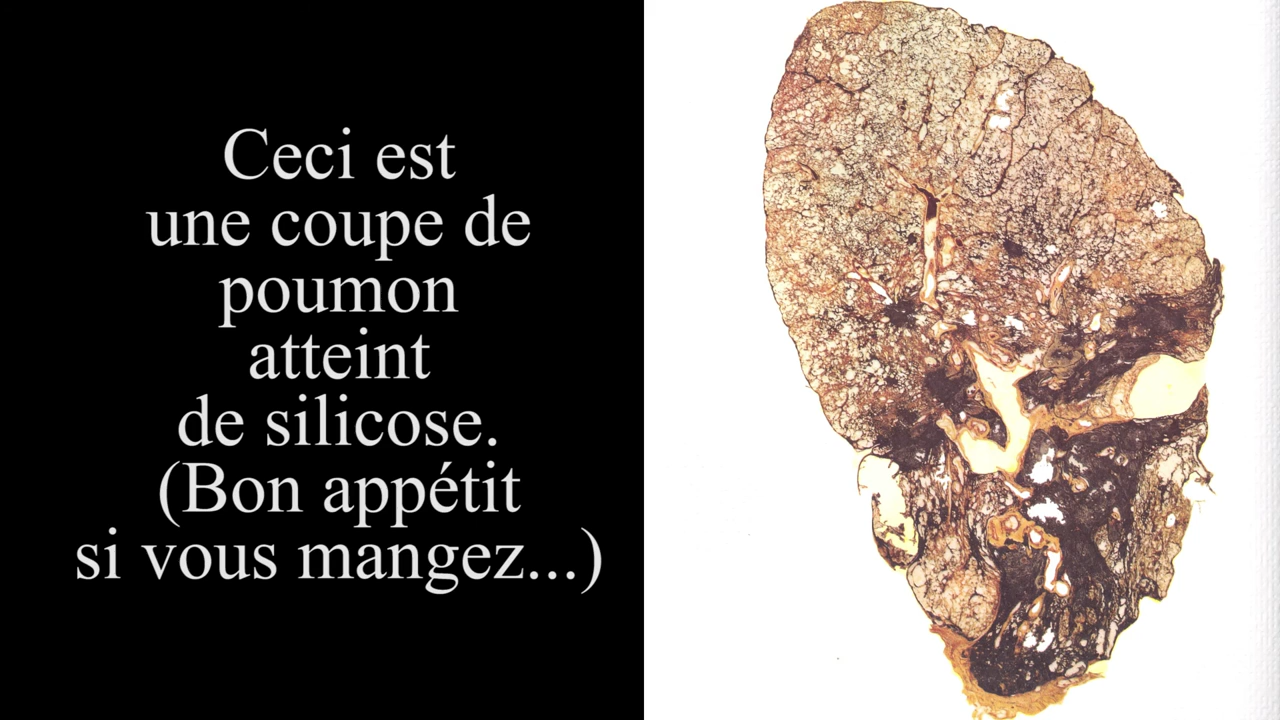 Ceci est
une coupe de
poumon
atteint
de silicose.
(Bon appétit
si vous mangez...)